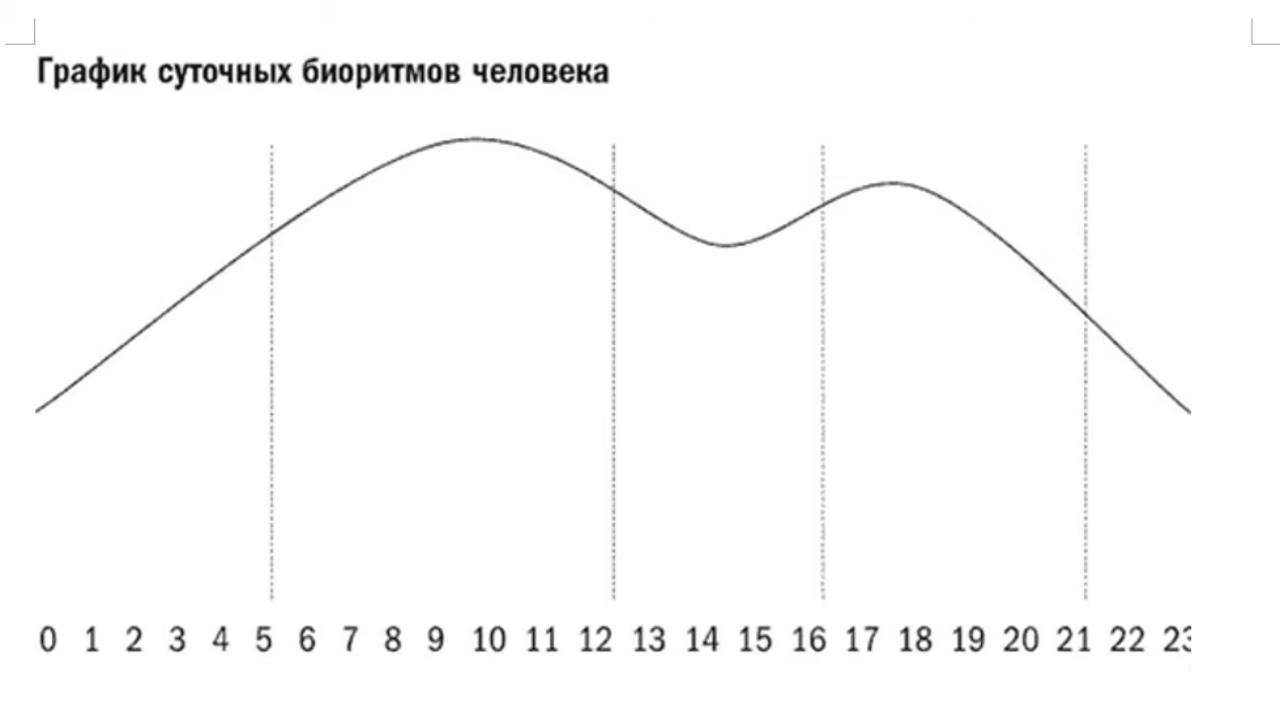 График суточных биоритмов человека
0 1 2 3 4 5 6 7 8 9 10 11 12 13 14 15 16 17 18 19 20 21 22 23